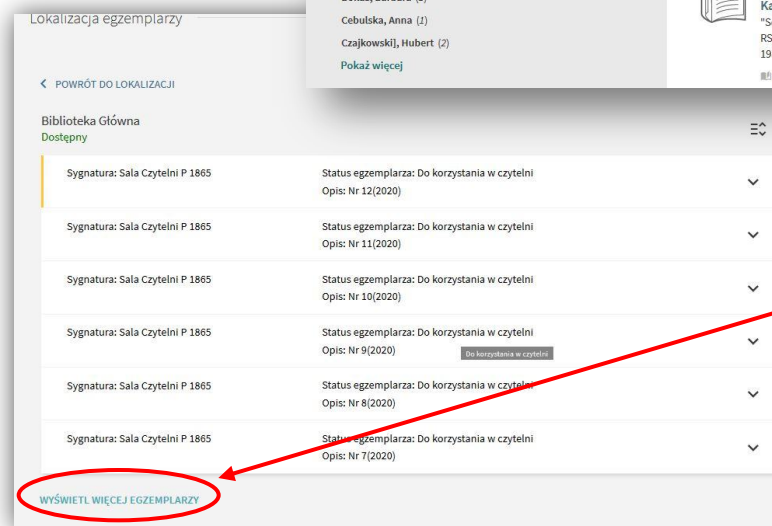 Lokalizacja egzemplarzy
Cebulska, Anna (1)
Czajkowski], Hubert (2)
Pokaż więcej
RS
19
POWRÓT DO LOKALIZACJI
Biblioteka Główna
Dostępny
Sygnatura: Sala Czytelni P 1865
Status egzemplarza: Do korzystania w czytelni
Opis: Nr 12(2020)
Sygnatura: Sala Czytelni P 1865
Status egzemplarza: Do korzystania w czytelni
Opis: Nr 11(2020)
Sygnatura: Sala Czytelni P 1865
Status egzemplarza: Do korzystania w czytelni
Opis: Nr 10(2020)
Sygnatura: Sala Czytelni P 1865
Status egzemplarza: Do korzystania w czytelni
Opis: Nr 9(2020)
Do korzystania w czytelni
Sygnatura: Sala Czytelni P 1865
Status egzemplarza: Do korzystania w czytelni
Opis: Nr 8(2020)
Sygnatura: Sala Czytelni P 1865
Status egzemplarza: Do korzystania w czytelni
Opis: Nr 7(2020)
WYŚWIETL WIĘCEJ EGZEMPLARZY